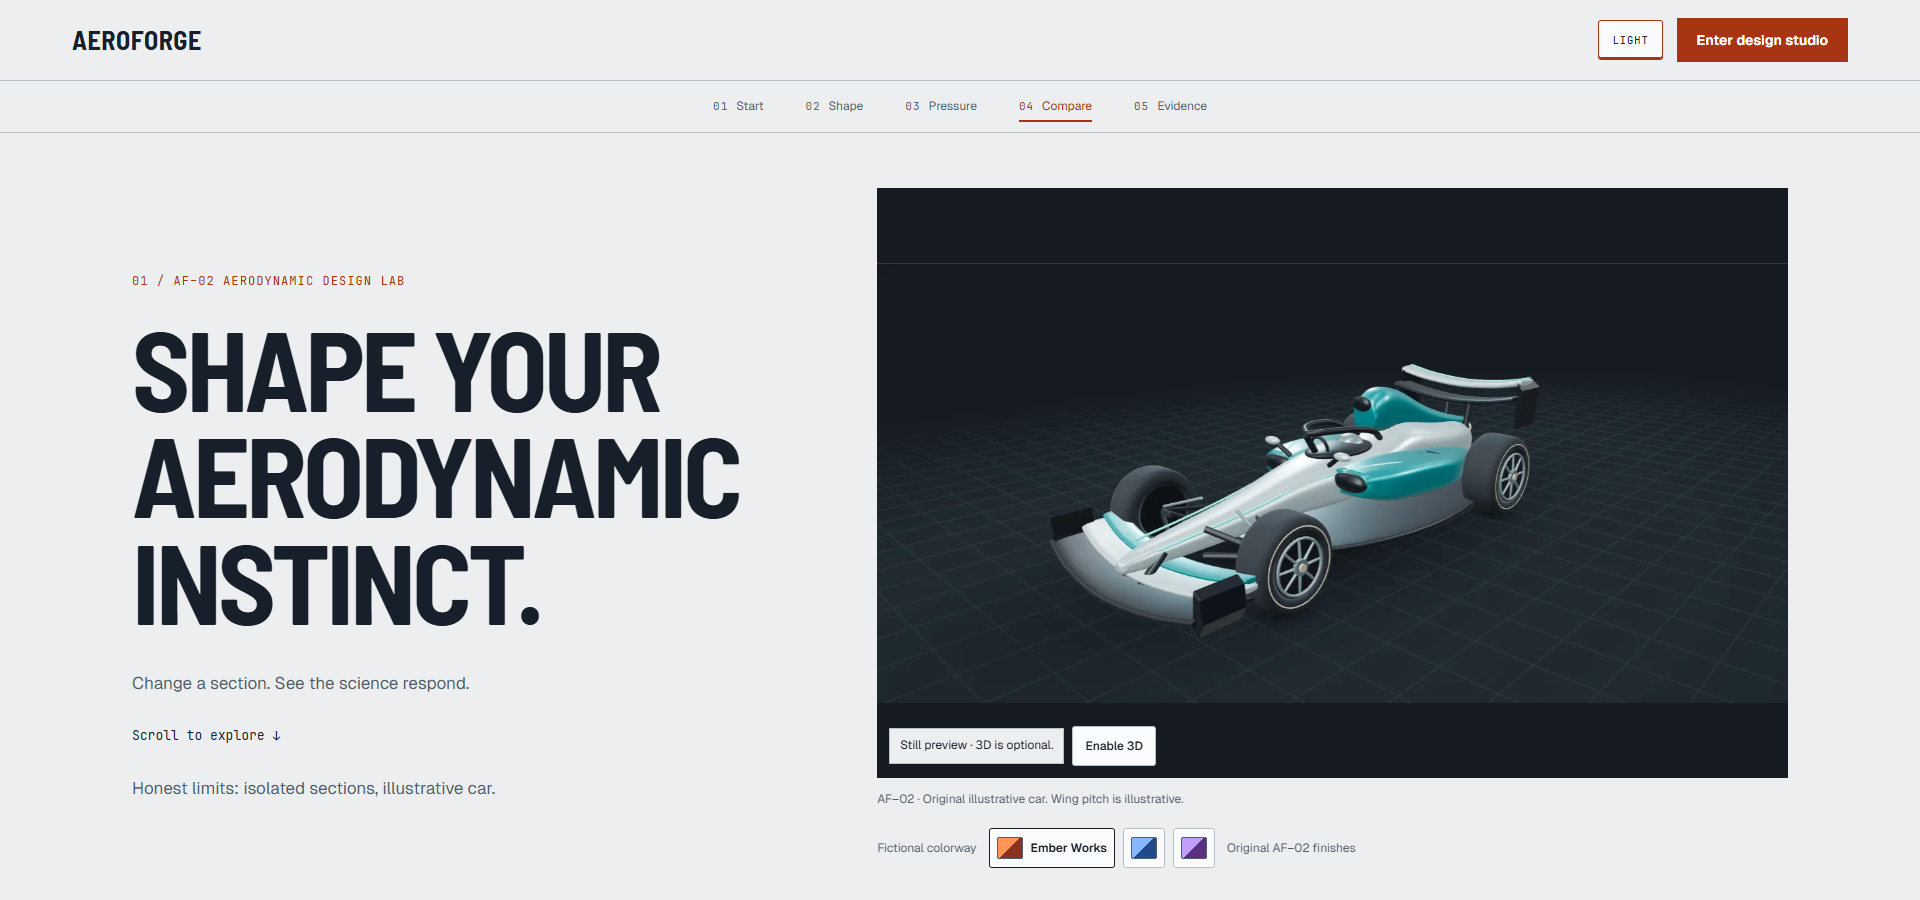 AEROFORGE
LIGHT
Enter design studio
01 Start
02 Shape
03 Pressure
04 Compare
05 Evidence
01 / AF-02 AERODYNAMIC DESIGN LAB
SHAPE YOUR
AERODYNAMIC
INSTINCT.
Change a section. See the science respond.
Scroll to explore ↓
Honest limits: isolated sections, illustrative car.
Still preview · 3D is optional.
Enable 3D
AF-02 · Original illustrative car. Wing pitch is illustrative.
Fictional colorway
Ember Works
Original AF-02 finishes